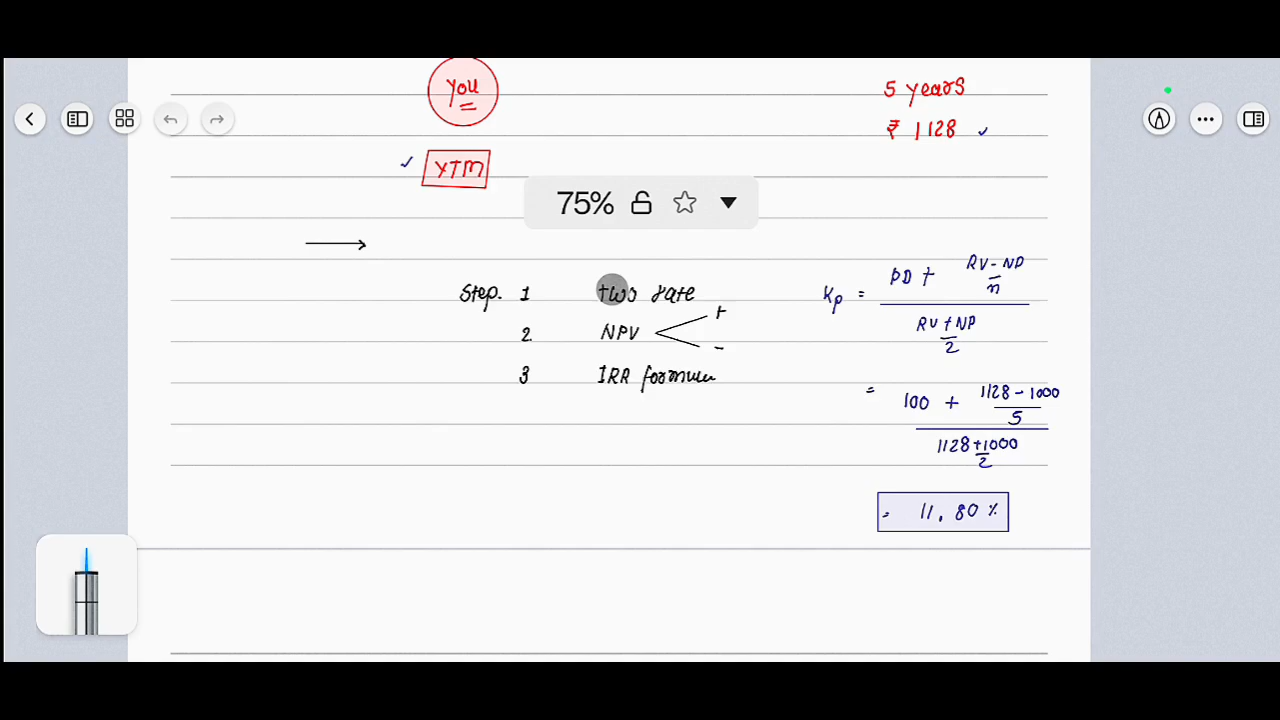 You
5 years
₹ 1128 ✓
✓ YTM
75%
→
Step. 1 two rate
2 NPV < + -
3 IRR formula
Kp = PD + RV - NP / n
RV + NP / 2
= 100 + 1128 - 1000 / 5
1128 + 1000 / 2
= 11.80 %